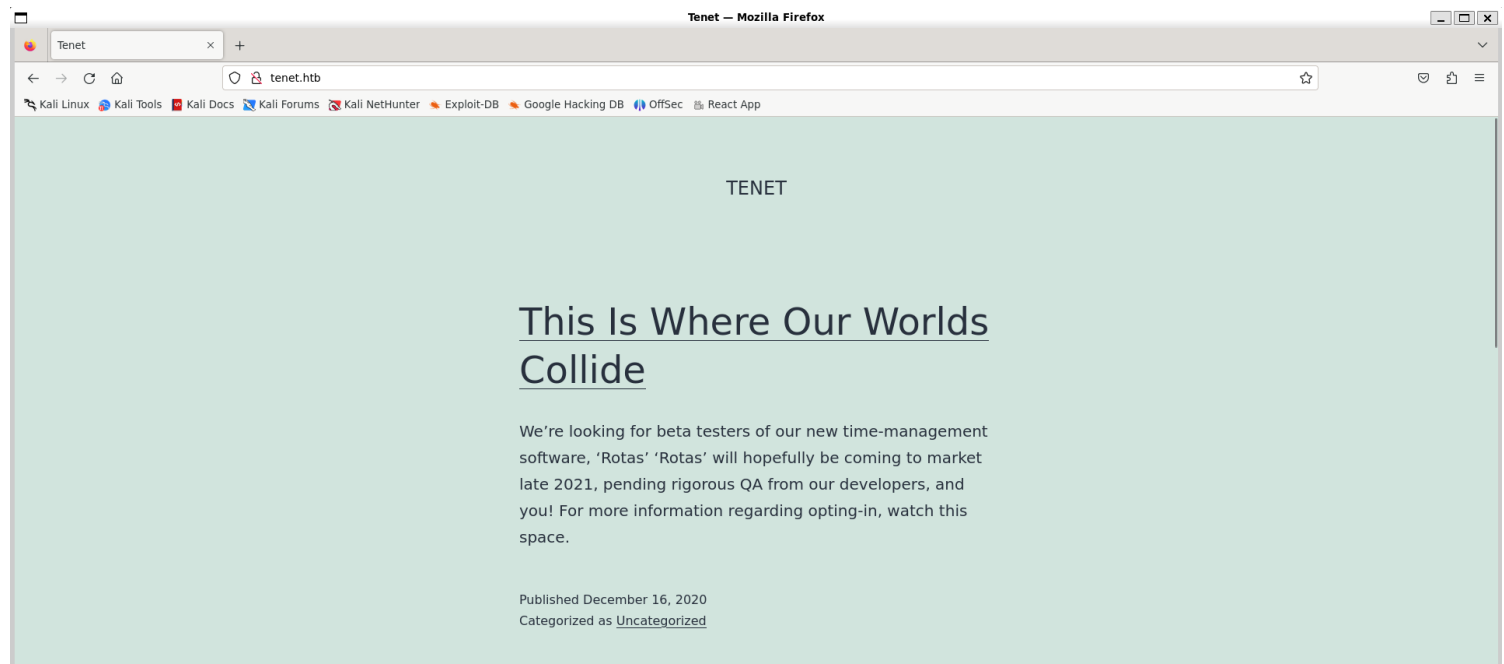 Tenet — Mozilla Firefox
Tenet
tenet.htb
Kali Linux Kali Tools Kali Docs Kali Forums Kali NetHunter Exploit-DB Google Hacking DB OffSec React App
TENET
This Is Where Our Worlds
Collide
We’re looking for beta testers of our new time-management
software, ‘Rotas’ ‘Rotas’ will hopefully be coming to market
late 2021, pending rigorous QA from our developers, and
you! For more information regarding opting-in, watch this
space.
Published December 16, 2020
Categorized as Uncategorized